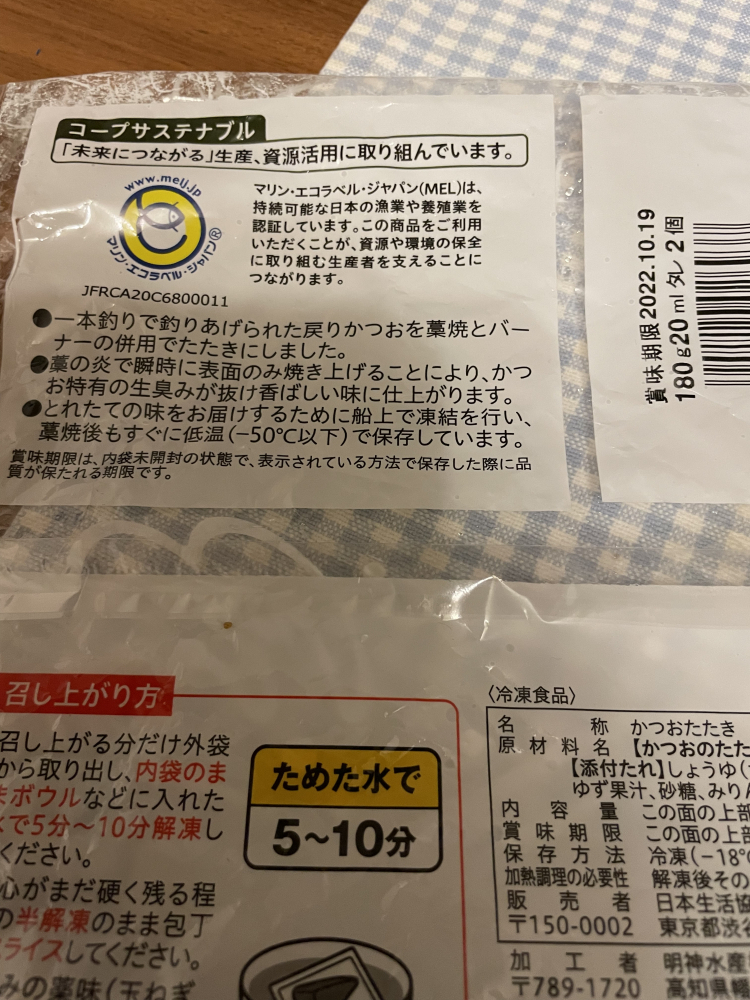 コープサステナブル
「未来につながる」生産、資源活用に取り組んでいます。
www.melj.jp
マリン・エコラベル・ジャパン®
JFRCA20C6800011
マリン・エコラベル・ジャパン(MEL)は、
持続可能な日本の漁業や養殖業を
認証しています。この商品をご利用
いただくことが、資源や環境の保全
に取り組む生産者を支えることに
つながります。
●一本釣りで釣りあげられた戻りかつおを藁焼とバー
ナーの併用でたたきにしました。
●藁の炎で瞬時に表面のみ焼き上げることにより、かつ
お特有の生臭みが抜け香ばしい味に仕上がります。
●とれたての味をお届けするために船上で凍結を行い、
藁焼後もすぐに低温(−50℃以下)で保存しています。
賞味期限は、内袋未開封の状態で、表示されている方法で保存した際に品
質が保たれる期限です。
賞味期限2022.10.19
180g20mlタレ2個
召し上がり方
召し上がる分だけ外袋
から取り出し、内袋のま
まボウルなどに入れた
水で5分〜10分解凍し
ください。
心がまだ硬く残る程
の半解凍のまま包丁
スライスしてください。
みの薬味(玉ねぎ
ためた水で
5〜10分
〈冷凍食品〉
名称 かつおたたき
原材料名 【かつおのたた
【添付たれ】しょうゆ(
ゆず果汁、砂糖、みりん
内容量 この面の上部
賞味期限 この面の上部
保存方法 冷凍(−18℃
加熱調理の必要性 解凍後その
販売者 日本生活協
〒150-0002 東京都渋谷
加工者 明神水産
〒789-1720 高知県